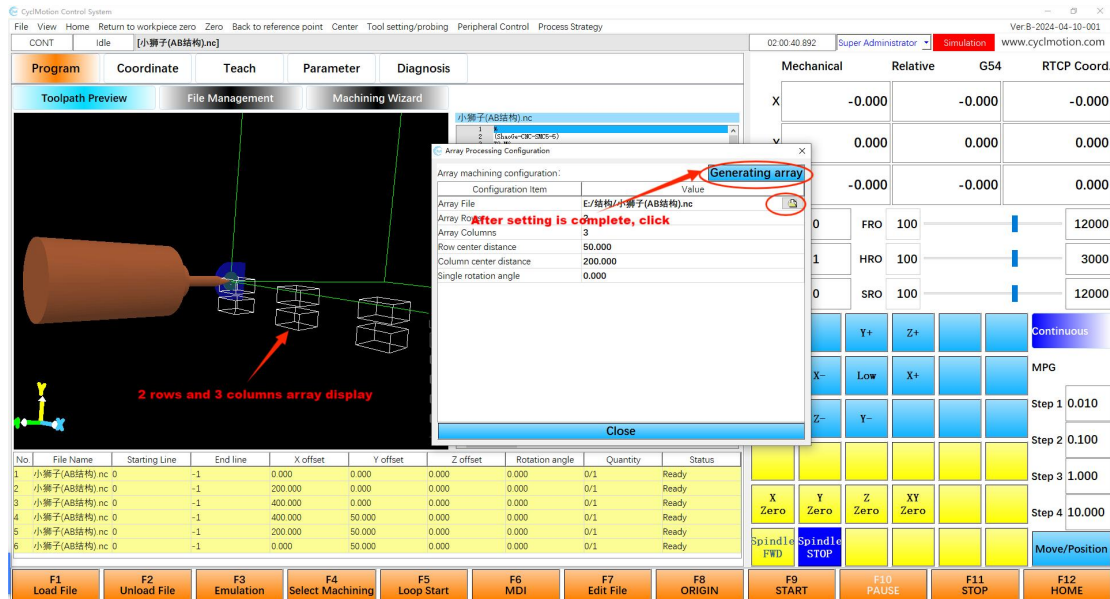 CyclMotion Control System
File View Home Return to workpiece zero Zero Back to reference point Center Tool setting/probing Peripheral Control Process Strategy Ver:B-2024-04-10-001
CONT Idle [小狮子(AB结构).nc] 02:00:40.892 Super Administrator Simulation www.cyclmotion.com
Program Coordinate Teach Parameter Diagnosis Mechanical Relative G54 RTCP Coord.
Toolpath Preview File Management Machining Wizard
X -0.000 -0.000 -0.000
小狮子(AB结构).nc
1 %
2 (ShaoGe-CNC-SMC5-5)
Array Processing Configuration
Y 0.000 0.000 0.000
Array machining configuration: Generating array
Configuration Item Value
-0.000 -0.000 0.000
Array File E:/结构/小狮子(AB结构).nc
Array Rows 2
After setting is complete, click
Array Columns 3
Row center distance 50.000
Column center distance 200.000
Single rotation angle 0.000
0 FRO 100 12000
1 HRO 100 3000
0 SRO 100 12000
Y+ Z+ Continuous
X- Low X+ MPG
2 rows and 3 columns array display
Y
X
Z- Y- Step 1 0.010
Close
Step 2 0.100
No. File Name Starting Line End line X offset Y offset Z offset Rotation angle Quantity Status
1 小狮子(AB结构).nc 0 -1 0.000 0.000 0.000 0.000 0/1 Ready
2 小狮子(AB结构).nc 0 -1 200.000 0.000 0.000 0.000 0/1 Ready
3 小狮子(AB结构).nc 0 -1 400.000 0.000 0.000 0.000 0/1 Ready
4 小狮子(AB结构).nc 0 -1 400.000 50.000 0.000 0.000 0/1 Ready
5 小狮子(AB结构).nc 0 -1 200.000 50.000 0.000 0.000 0/1 Ready
6 小狮子(AB结构).nc 0 -1 0.000 50.000 0.000 0.000 0/1 Ready
Step 3 1.000
X Zero Y Zero Z Zero XY Zero Step 4 10.000
Spindle FWD Spindle STOP Move/Position
F1 F2 F3 F4 F5 F6 F7 F8 F9 F10 F11 F12
Load File Unload File Emulation Select Machining Loop Start MDI Edit File ORIGIN START PAUSE STOP HOME